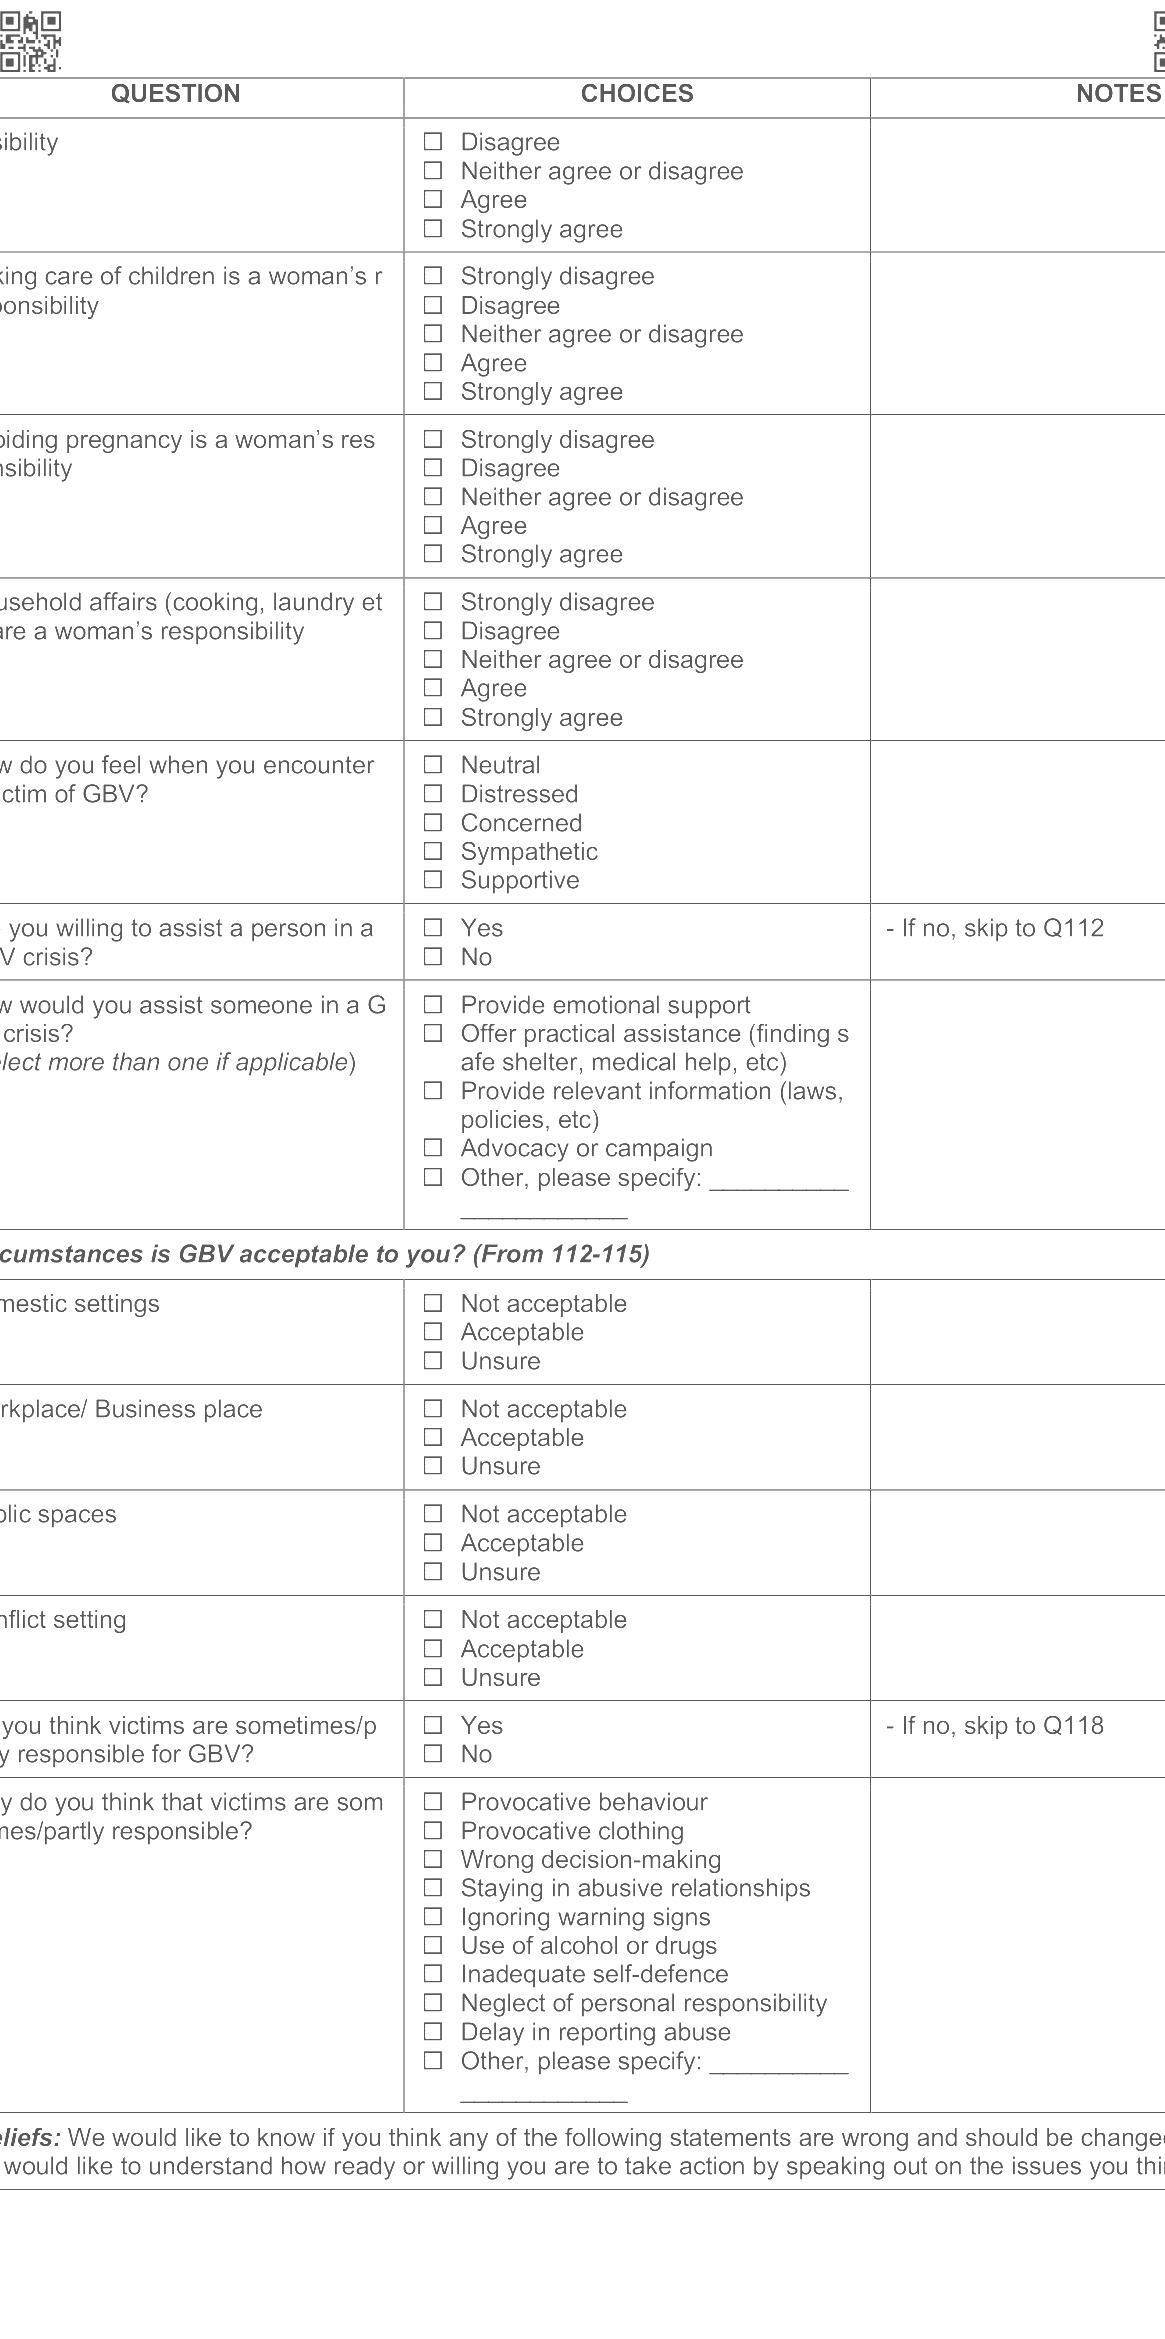 QUESTION CHOICES NOTES
sibility
☐ Disagree
☐ Neither agree or disagree
☐ Agree
☐ Strongly agree
king care of children is a woman’s r
ponsibility
☐ Strongly disagree
☐ Disagree
☐ Neither agree or disagree
☐ Agree
☐ Strongly agree
oiding pregnancy is a woman’s res
nsibility
☐ Strongly disagree
☐ Disagree
☐ Neither agree or disagree
☐ Agree
☐ Strongly agree
usehold affairs (cooking, laundry et
are a woman’s responsibility
☐ Strongly disagree
☐ Disagree
☐ Neither agree or disagree
☐ Agree
☐ Strongly agree
w do you feel when you encounter
ictim of GBV?
☐ Neutral
☐ Distressed
☐ Concerned
☐ Sympathetic
☐ Supportive
you willing to assist a person in a
V crisis?
☐ Yes
☐ No
- If no, skip to Q112
w would you assist someone in a G
crisis?
elect more than one if applicable)
☐ Provide emotional support
☐ Offer practical assistance (finding s
afe shelter, medical help, etc)
☐ Provide relevant information (laws,
policies, etc)
☐ Advocacy or campaign
☐ Other, please specify: __________
____________
cumstances is GBV acceptable to you? (From 112-115)
mestic settings
☐ Not acceptable
☐ Acceptable
☐ Unsure
rkplace/ Business place
☐ Not acceptable
☐ Acceptable
☐ Unsure
blic spaces
☐ Not acceptable
☐ Acceptable
☐ Unsure
nflict setting
☐ Not acceptable
☐ Acceptable
☐ Unsure
you think victims are sometimes/p
y responsible for GBV?
☐ Yes
☐ No
- If no, skip to Q118
y do you think that victims are som
mes/partly responsible?
☐ Provocative behaviour
☐ Provocative clothing
☐ Wrong decision-making
☐ Staying in abusive relationships
☐ Ignoring warning signs
☐ Use of alcohol or drugs
☐ Inadequate self-defence
☐ Neglect of personal responsibility
☐ Delay in reporting abuse
☐ Other, please specify: __________
____________
eliefs: We would like to know if you think any of the following statements are wrong and should be change
would like to understand how ready or willing you are to take action by speaking out on the issues you thi